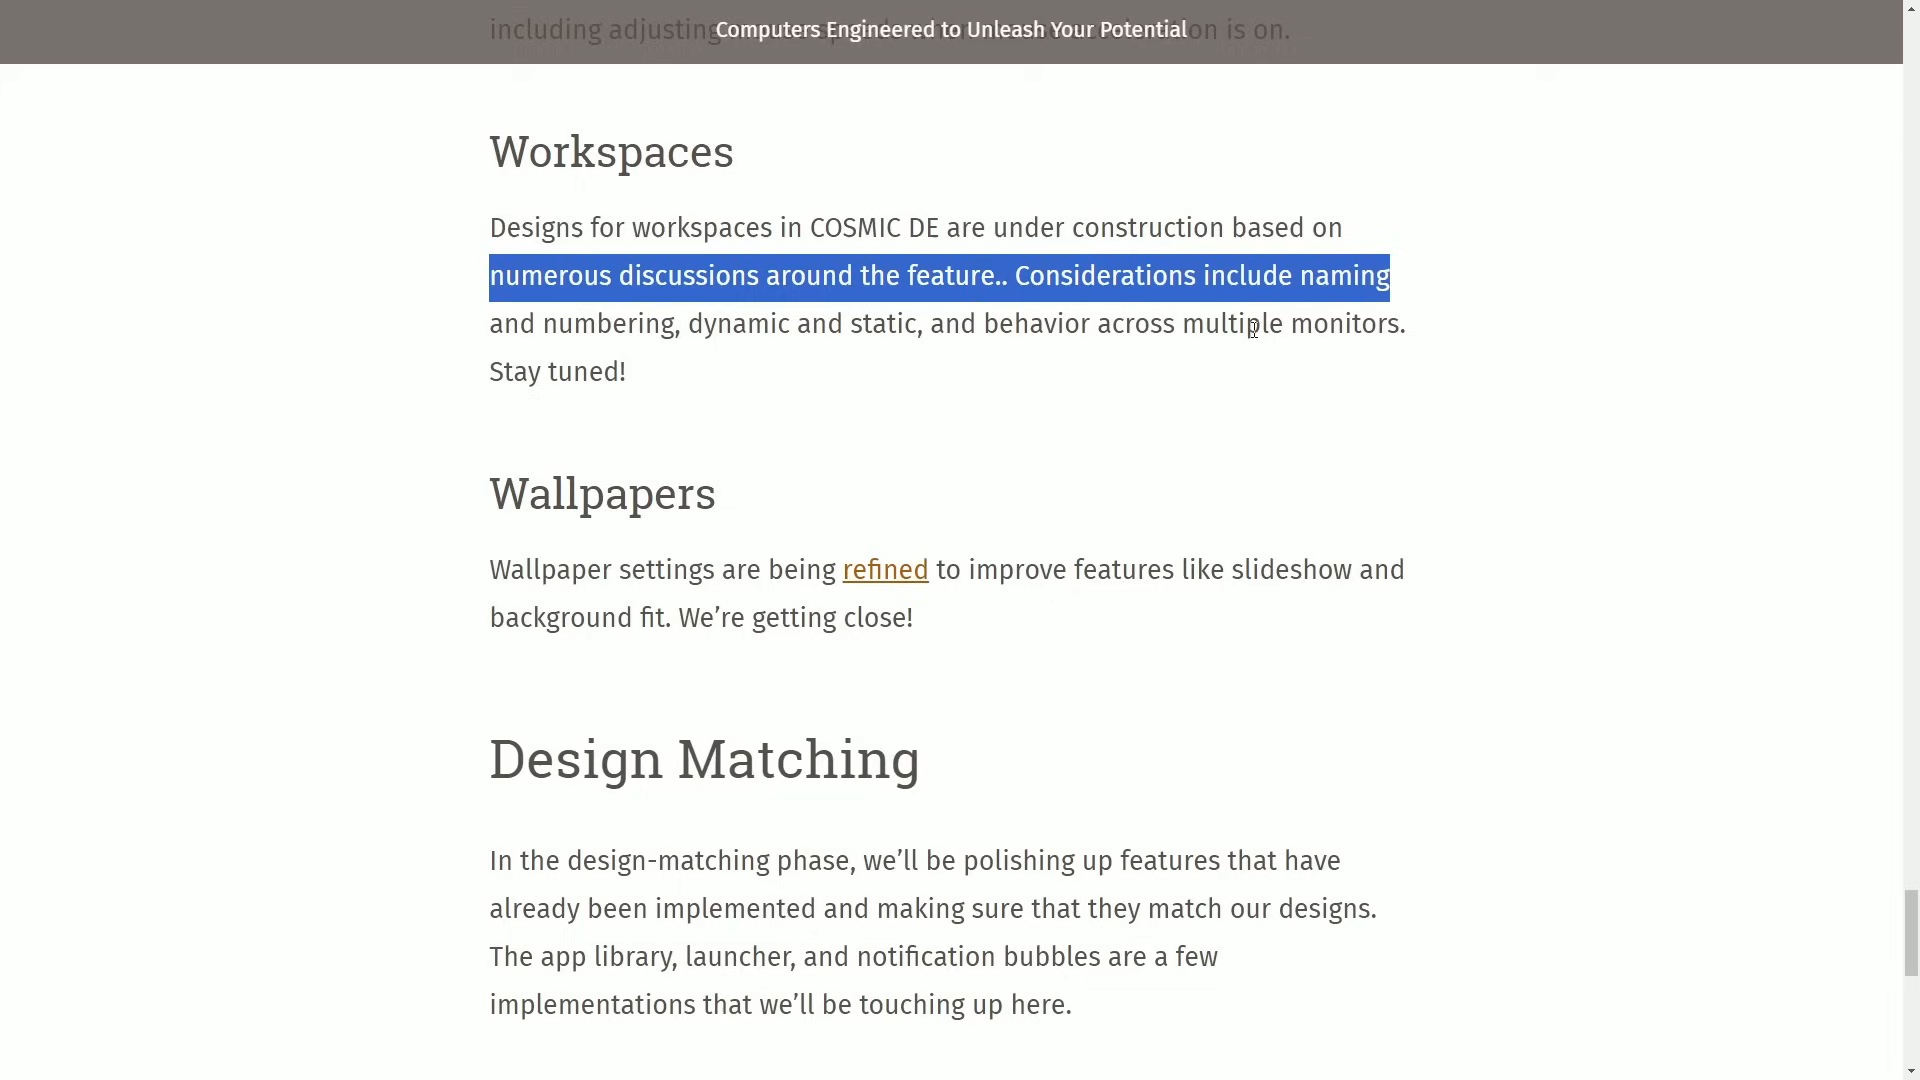 including adjusting
on is on.
Computers Engineered to Unleash Your Potential
Workspaces
Designs for workspaces in COSMIC DE are under construction based on
numerous discussions around the feature.. Considerations include naming
and numbering, dynamic and static, and behavior across multiple monitors.
Stay tuned!
Wallpapers
Wallpaper settings are being refined to improve features like slideshow and
background fit. We’re getting close!
Design Matching
In the design-matching phase, we’ll be polishing up features that have
already been implemented and making sure that they match our designs.
The app library, launcher, and notification bubbles are a few
implementations that we’ll be touching up here.